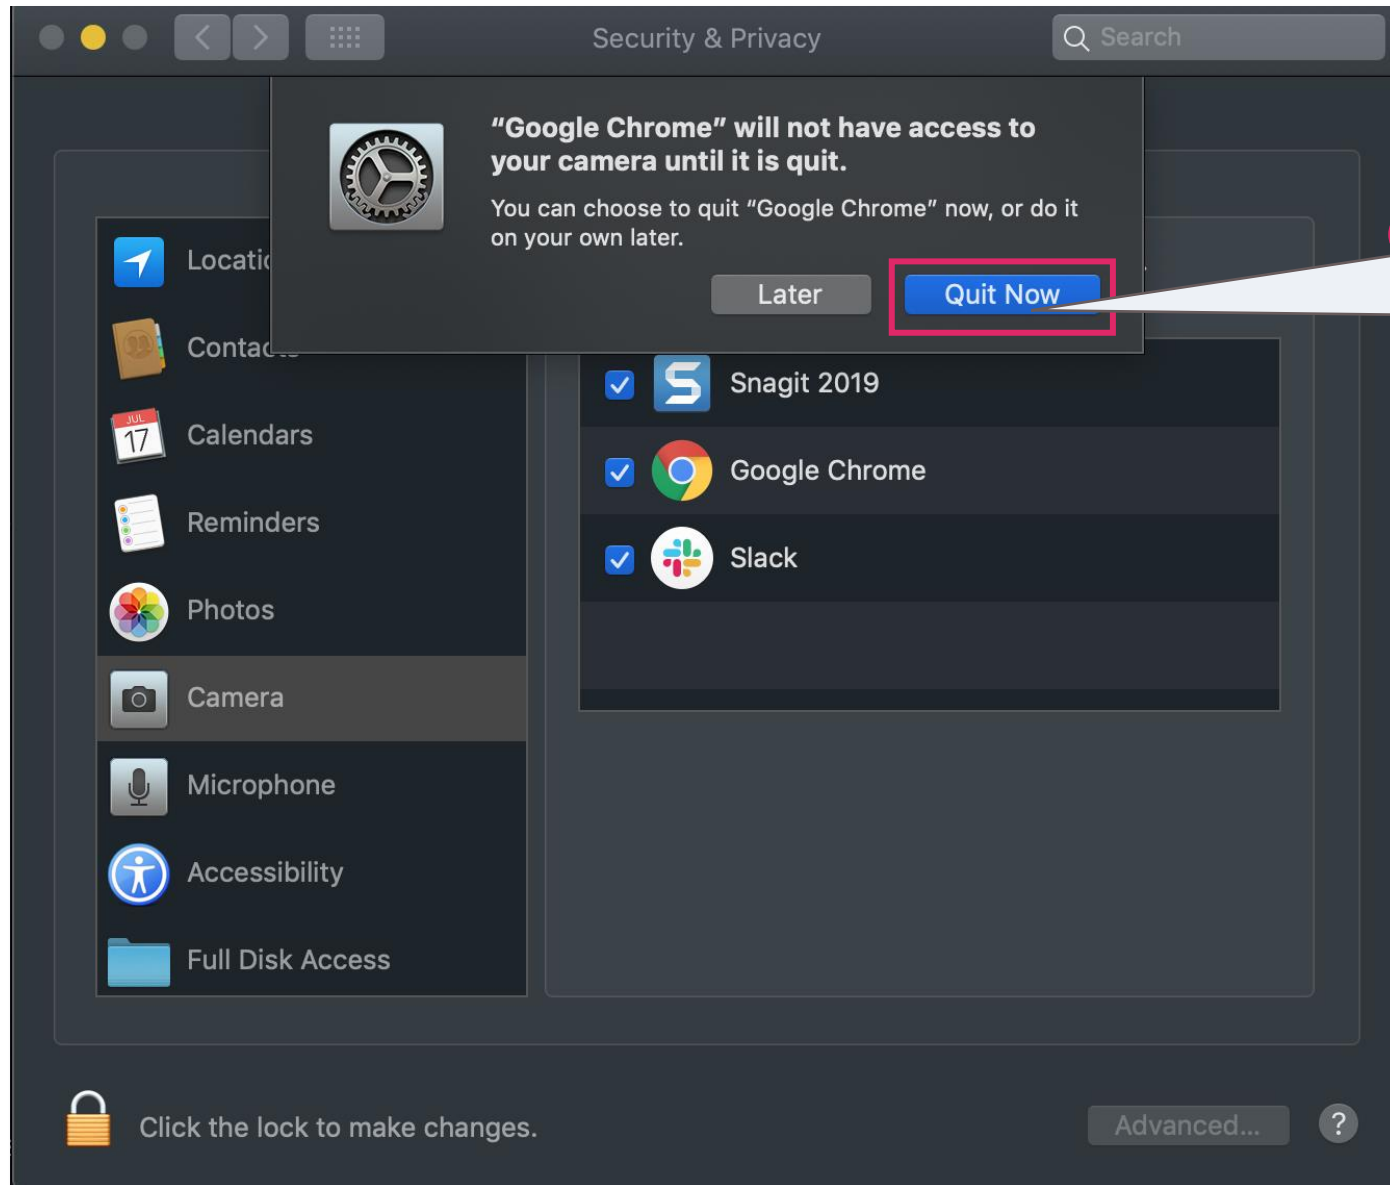 Security & Privacy
Search
“Google Chrome” will not have access to
your camera until it is quit.
You can choose to quit “Google Chrome” now, or do it
on your own later.
Later
Quit Now
Contacts
JUL
17
Calendars
Reminders
Photos
Camera
Microphone
Accessibility
Full Disk Access
Snagit 2019
Google Chrome
Slack
Click the lock to make changes.
Advanced...
?